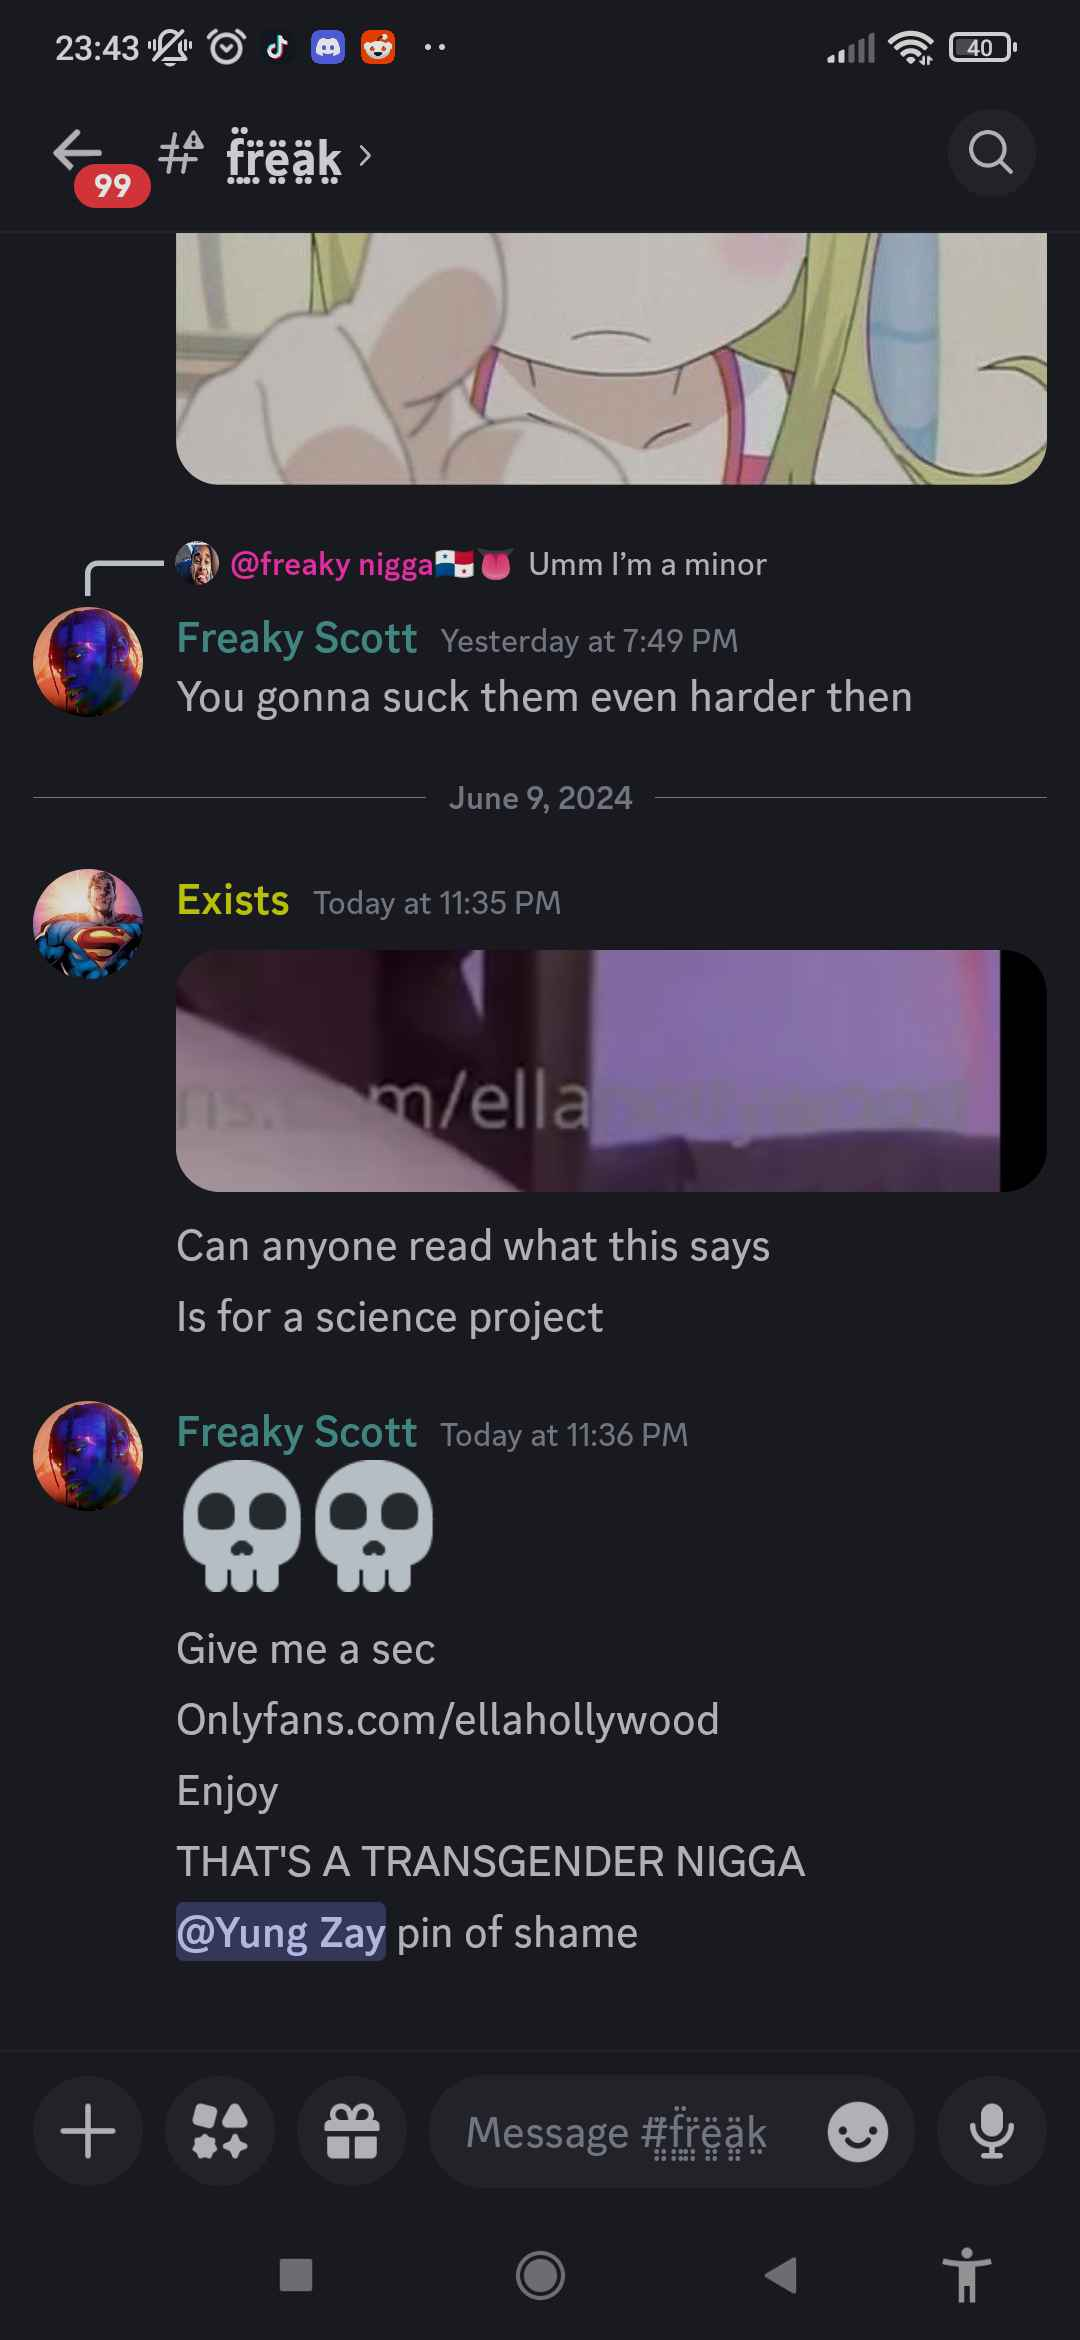 23:43
40
99
frëäk
@freaky nigga🇵🇦👅 Umm I’m a minor
Freaky Scott Yesterday at 7:49 PM
You gonna suck them even harder then
June 9, 2024
Exists Today at 11:35 PM
m/ella
Can anyone read what this says
Is for a science project
Freaky Scott Today at 11:36 PM
Give me a sec
Onlyfans.com/ellahollywood
Enjoy
THAT'S A TRANSGENDER NIGGA
@Yung Zay pin of shame
Message #frëäk